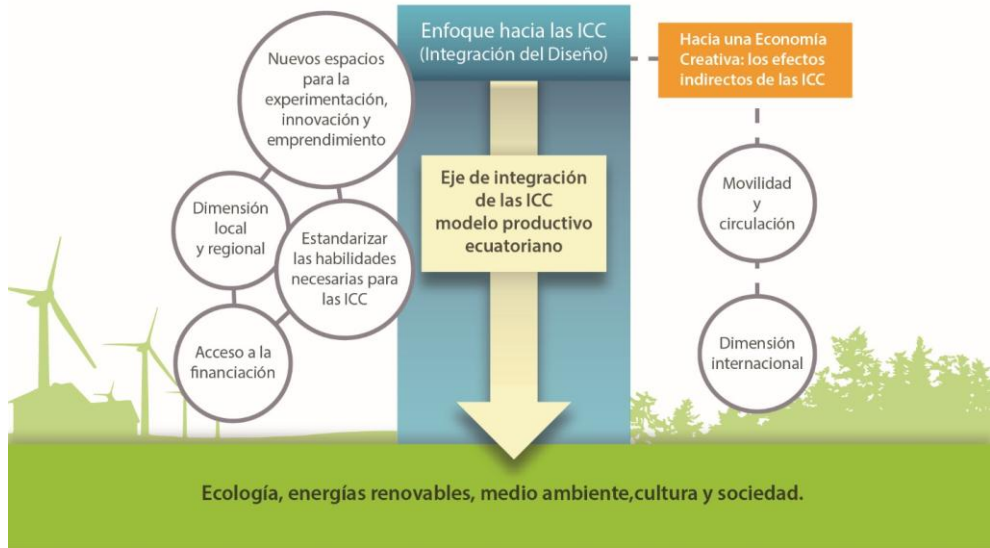 Nuevos espacios
para la
experimentación,
innovación y
emprendimiento
Dimensión
local
y regional
Estandarizar
las habilidades
necesarias para
las ICC
Acceso a la
financiación
Enfoque hacia las ICC
(Integración del Diseño)
Eje de integración
de las ICC
modelo productivo
ecuatoriano
Hacia una Economía
Creativa: los efectos
indirectos de las ICC
Movilidad
y
circulación
Dimensión
internacional
Ecología, energías renovables, medio ambiente,cultura y sociedad.